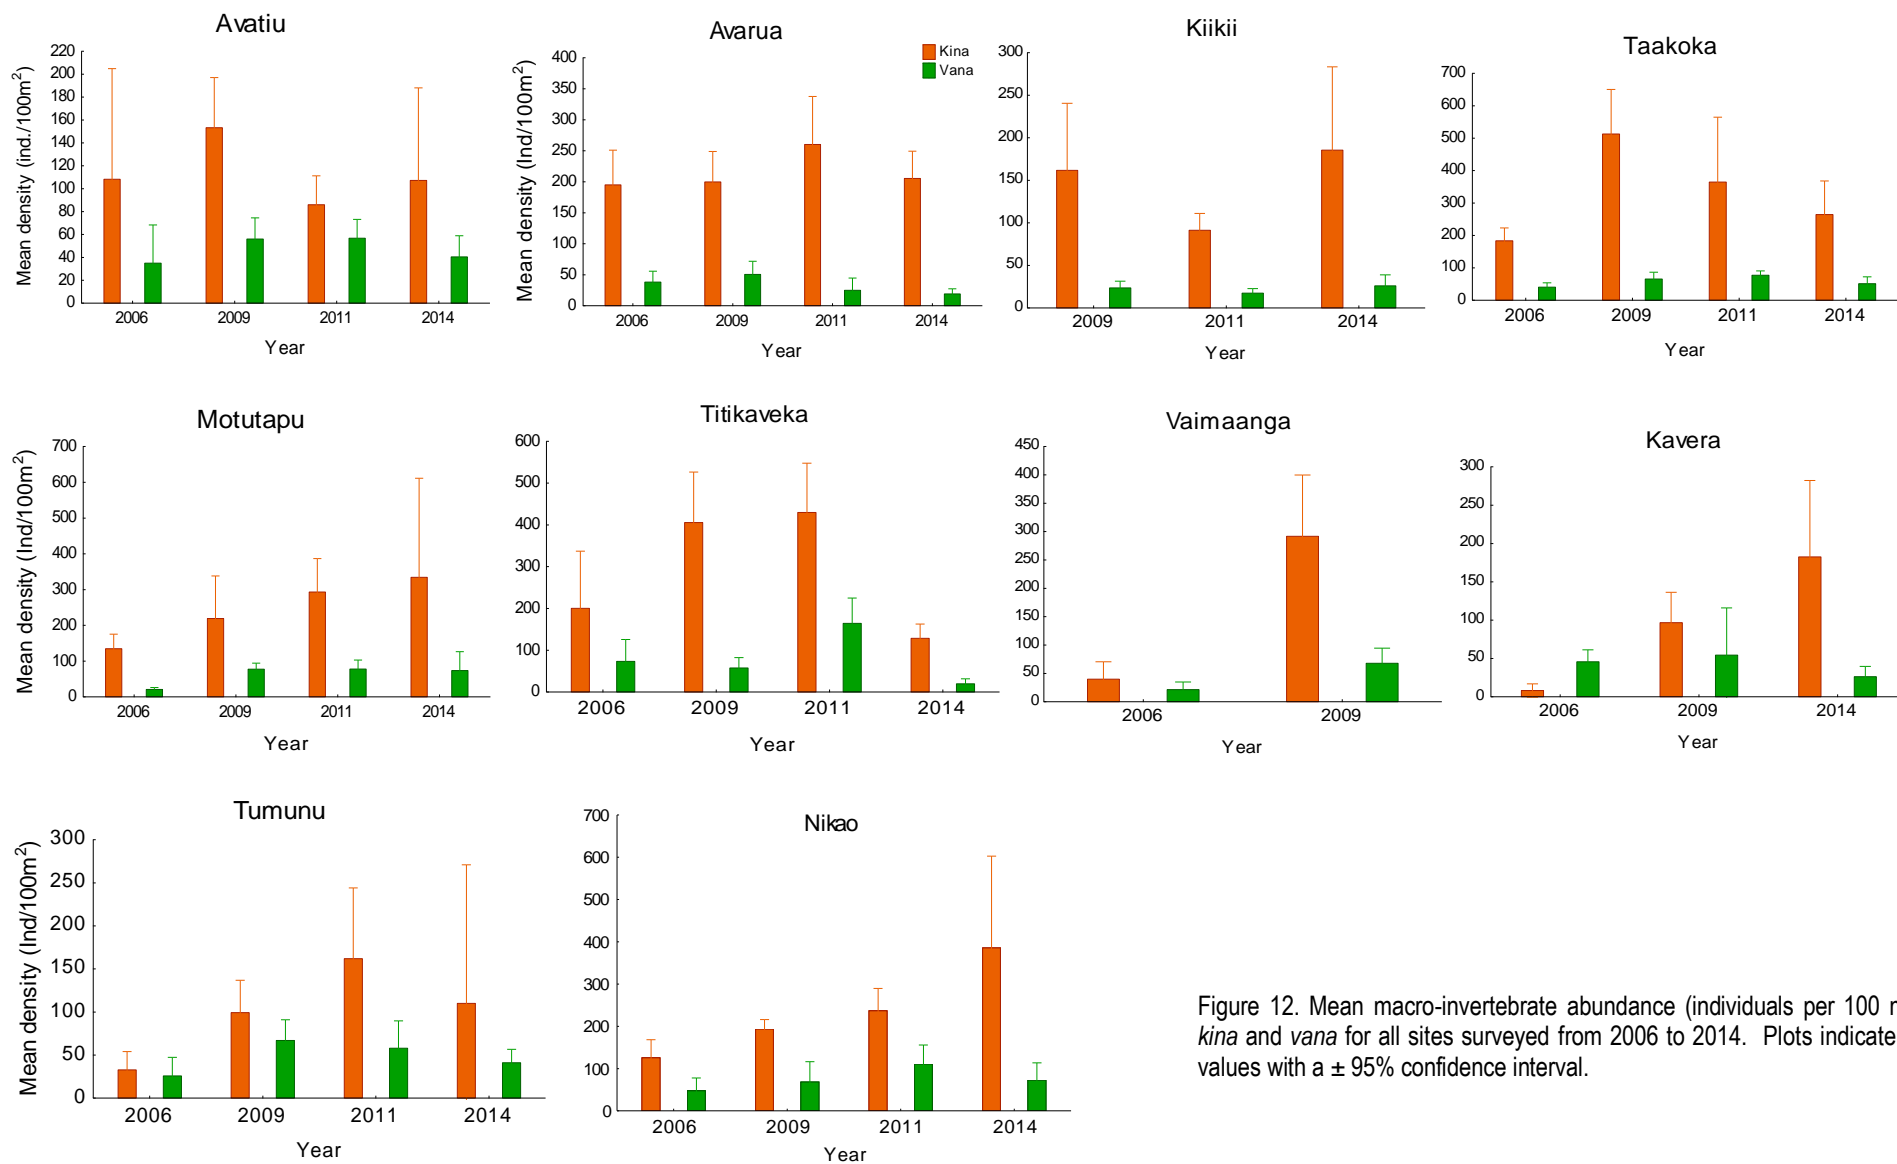 Avatiu
Mean density (ind./100m²)
220
200
180
160
140
120
100
80
60
40
20
0
2006 2009 2011 2014
Year
Avarua
Kina
Vana
Mean density (Ind/100m²)
400
350
300
250
200
150
100
50
0
2006 2009 2011 2014
Year
Kiikii
300
250
200
150
100
50
0
2009 2011 2014
Year
Taakoka
700
600
500
400
300
200
100
0
2006 2009 2011 2014
Year
Motutapu
Mean density (Ind/100m²)
700
600
500
400
300
200
100
0
2006 2009 2011 2014
Year
Titikaveka
600
500
400
300
200
100
0
2006 2009 2011 2014
Year
Vaimaanga
450
400
350
300
250
200
150
100
50
0
2006 2009
Year
Kavera
300
250
200
150
100
50
0
2006 2009 2014
Year
Tumunu
Mean density (Ind/100m²)
300
250
200
150
100
50
0
2006 2009 2011 2014
Year
Nikao
700
600
500
400
300
200
100
0
2006 2009 2011 2014
Year
Figure 12. Mean macro-invertebrate abundance (individuals per 100
kina and vana for all sites surveyed from 2006 to 2014. Plots indicate
values with a ± 95% confidence interval.